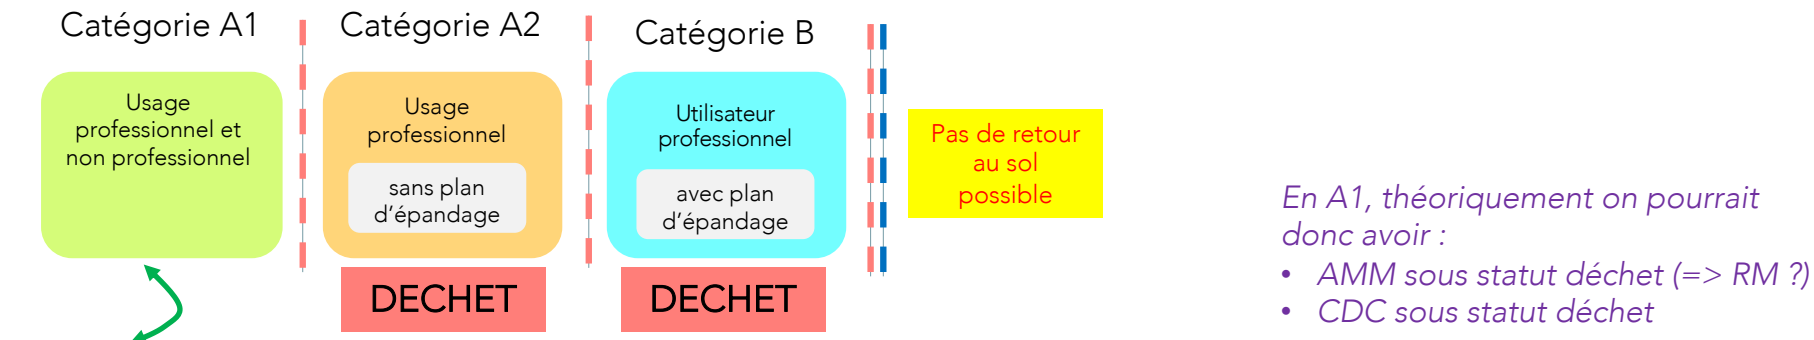 Catégorie A1
Catégorie A2
Catégorie B
Usage
professionnel et
non professionnel
Usage
professionnel
sans plan
d’épandage
Utilisateur
professionnel
avec plan
d’épandage
Pas de retour
au sol
possible
DECHET
DECHET
En A1, théoriquement on pourrait
donc avoir :
• AMM sous statut déchet (=> RM ?)
• CDC sous statut déchet